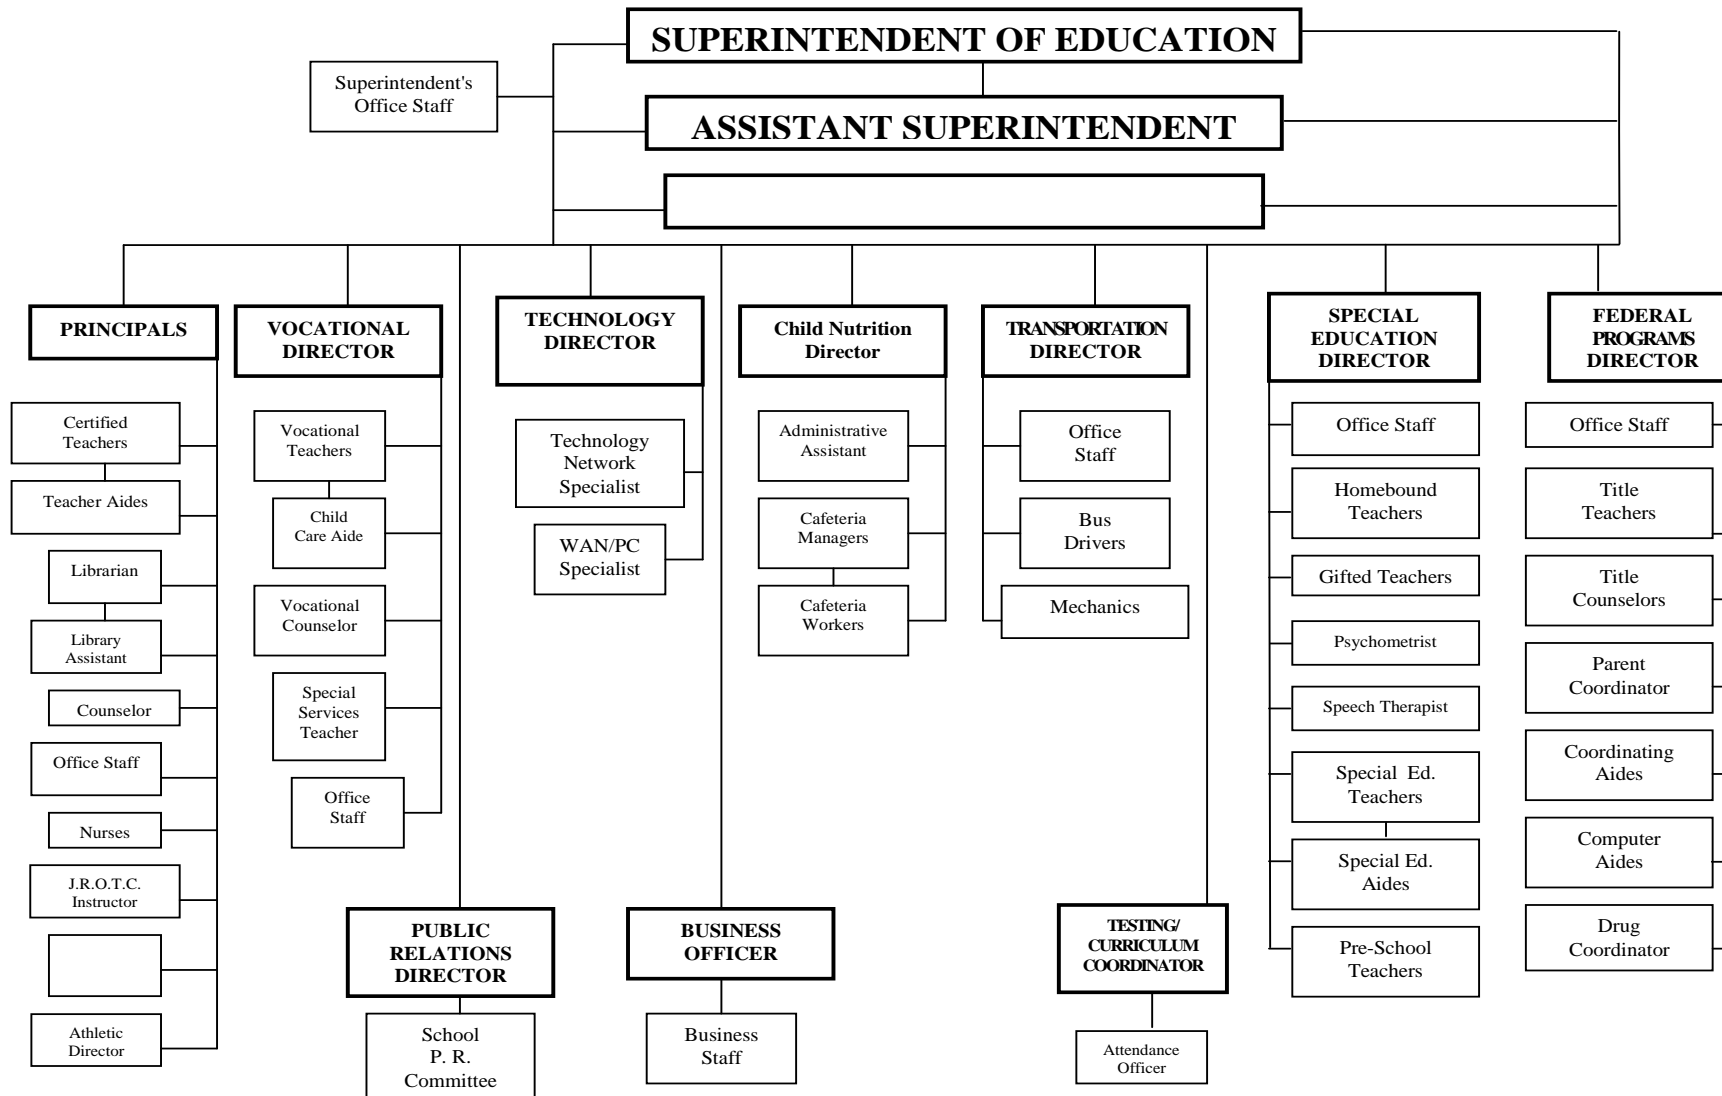 SUPERINTENDENT OF EDUCATION
Superintendent's
Office Staff
ASSISTANT SUPERINTENDENT
PRINCIPALS
Certified
Teachers
Teacher Aides
Librarian
Library
Assistant
Counselor
Office Staff
Nurses
J.R.O.T.C.
Instructor
Athletic
Director
VOCATIONAL
DIRECTOR
Vocational
Teachers
Child
Care Aide
Vocational
Counselor
Special
Services
Teacher
Office
Staff
PUBLIC
RELATIONS
DIRECTOR
School
P. R.
Committee
TECHNOLOGY
DIRECTOR
Technology
Network
Specialist
WAN/PC
Specialist
BUSINESS
OFFICER
Business
Staff
Child Nutrition
Director
Administrative
Assistant
Cafeteria
Managers
Cafeteria
Workers
TRANSPORTATION
DIRECTOR
Office
Staff
Bus
Drivers
Mechanics
TESTING/
CURRICULUM
COORDINATOR
Attendance
Officer
SPECIAL
EDUCATION
DIRECTOR
Office Staff
Homebound
Teachers
Gifted Teachers
Psychometrist
Speech Therapist
Special Ed.
Teachers
Special Ed.
Aides
Pre-School
Teachers
FEDERAL
PROGRAMS
DIRECTOR
Office Staff
Title
Teachers
Title
Counselors
Parent
Coordinator
Coordinating
Aides
Computer
Aides
Drug
Coordinator